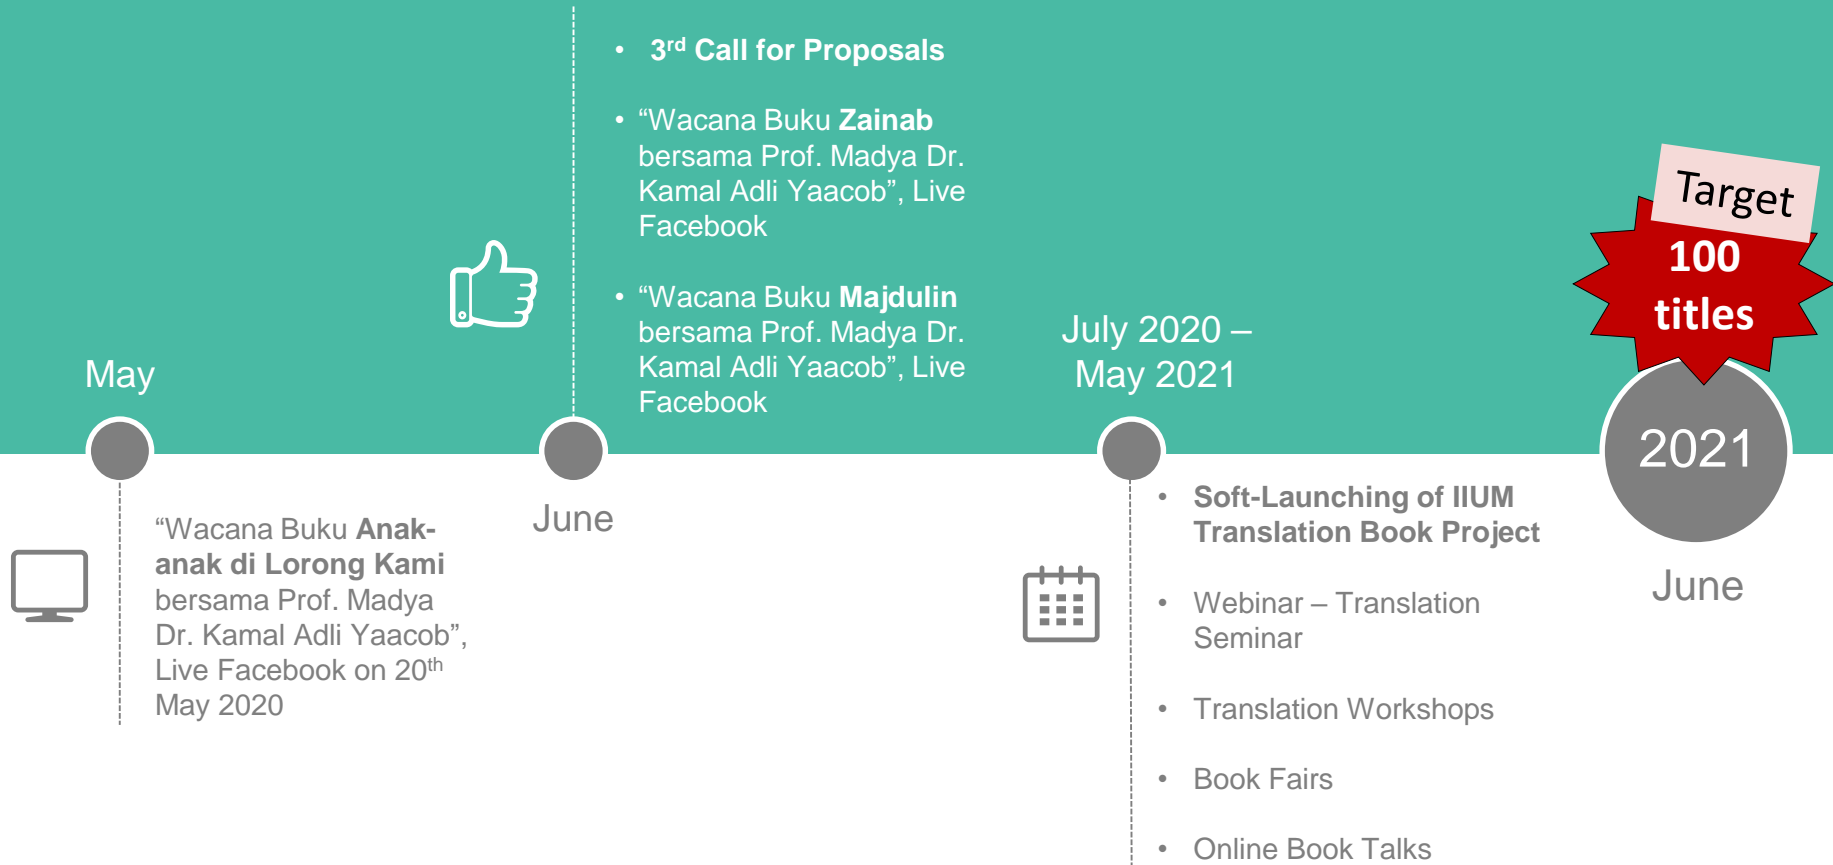 May
“Wacana Buku Anak-
anak di Lorong Kami
bersama Prof. Madya
Dr. Kamal Adli Yaacob”,
Live Facebook on 20th
May 2020
• 3rd Call for Proposals
• “Wacana Buku Zainab
bersama Prof. Madya Dr.
Kamal Adli Yaacob”, Live
Facebook
• “Wacana Buku Majdulin
bersama Prof. Madya Dr.
Kamal Adli Yaacob”, Live
Facebook
June
July 2020 –
May 2021
• Soft-Launching of IIUM
Translation Book Project
• Webinar – Translation
Seminar
• Translation Workshops
• Book Fairs
• Online Book Talks
Target
100
titles
2021
June